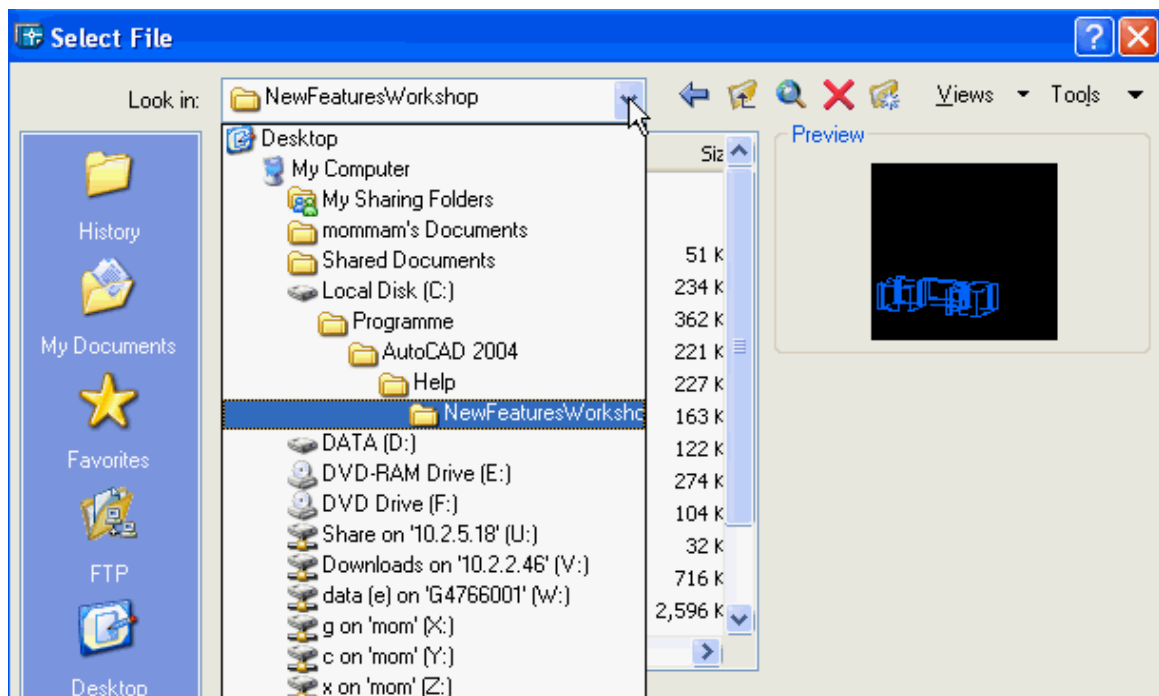 Select File
Look in:
NewFeaturesWorkshop
Views
Tools
History
My Documents
Favorites
FTP
Desktop
Desktop
My Computer
My Sharing Folders
mommam's Documents
Shared Documents
Local Disk (C:)
Programme
AutoCAD 2004
Help
NewFeaturesWorksho
DATA (D:)
DVD-RAM Drive (E:)
DVD Drive (F:)
Share on '10.2.5.18' (U:)
Downloads on '10.2.2.46' (V:)
data (e) on 'G4766001' (W:)
g on 'mom' (X:)
c on 'mom' (Y:)
x on 'mom' (Z:)
Siz
51 K
234 K
362 K
221 K
227 K
163 K
122 K
274 K
104 K
32 K
716 K
2,596 K
Preview